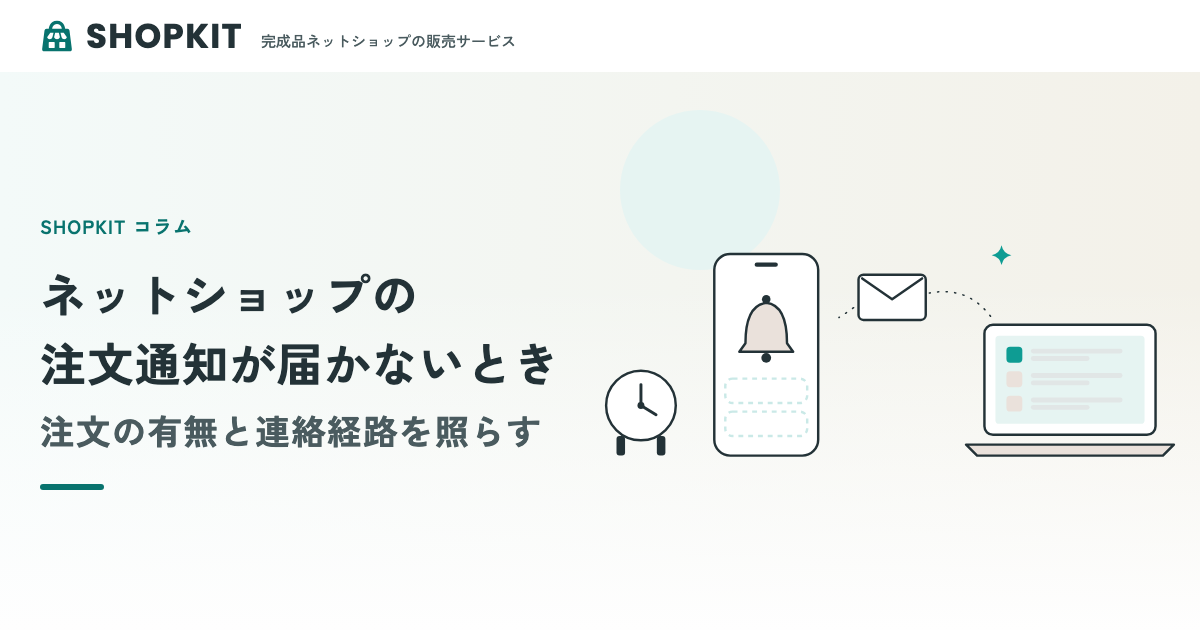 SHOPKIT 完成品ネットショップの販売サービス
SHOPKIT コラム
ネットショップの
注文通知が届かないとき
注文の有無と連絡経路を照らす